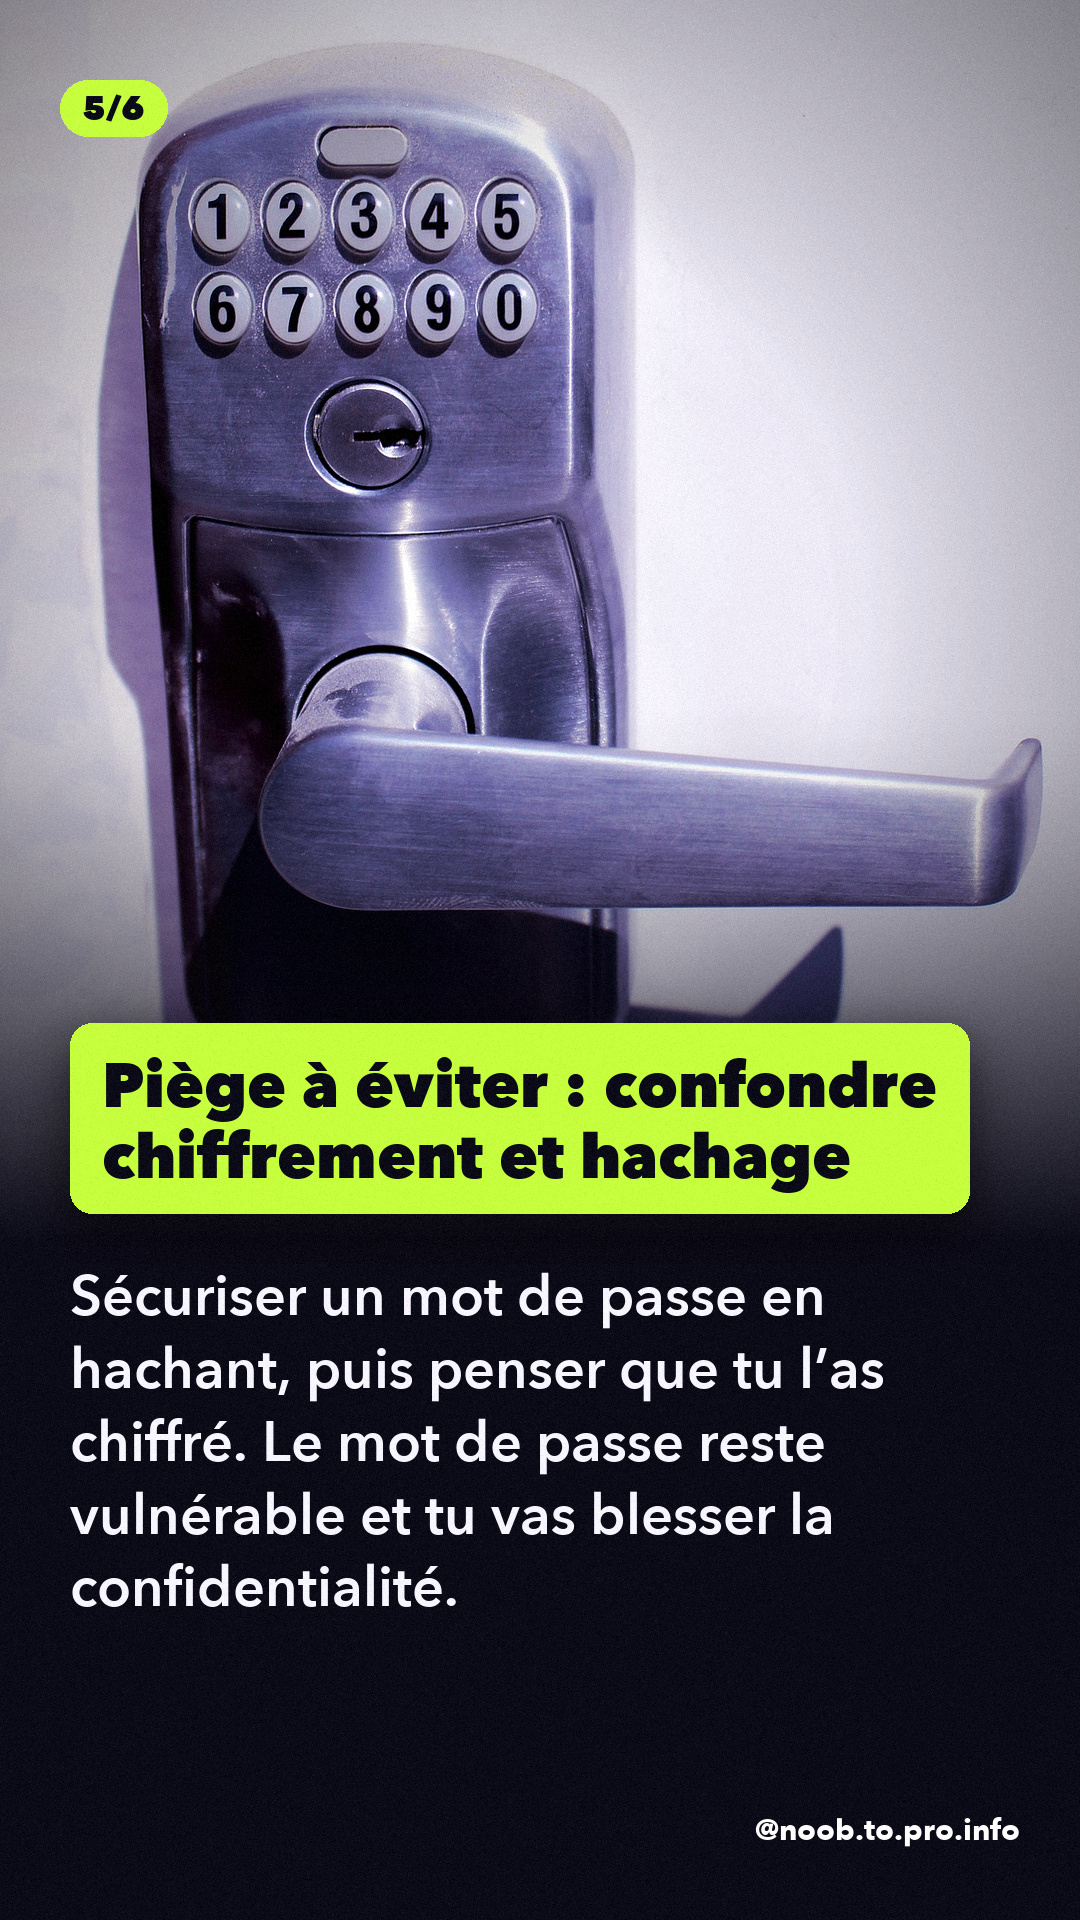 5/6
1 2 3 4 5
6 7 8 9 0
Piège à éviter : confondre
chiffrement et hachage
Sécuriser un mot de passe en
hachant, puis penser que tu l’as
chiffré. Le mot de passe reste
vulnérable et tu vas blesser la
confidentialité.
@noob.to.pro.info